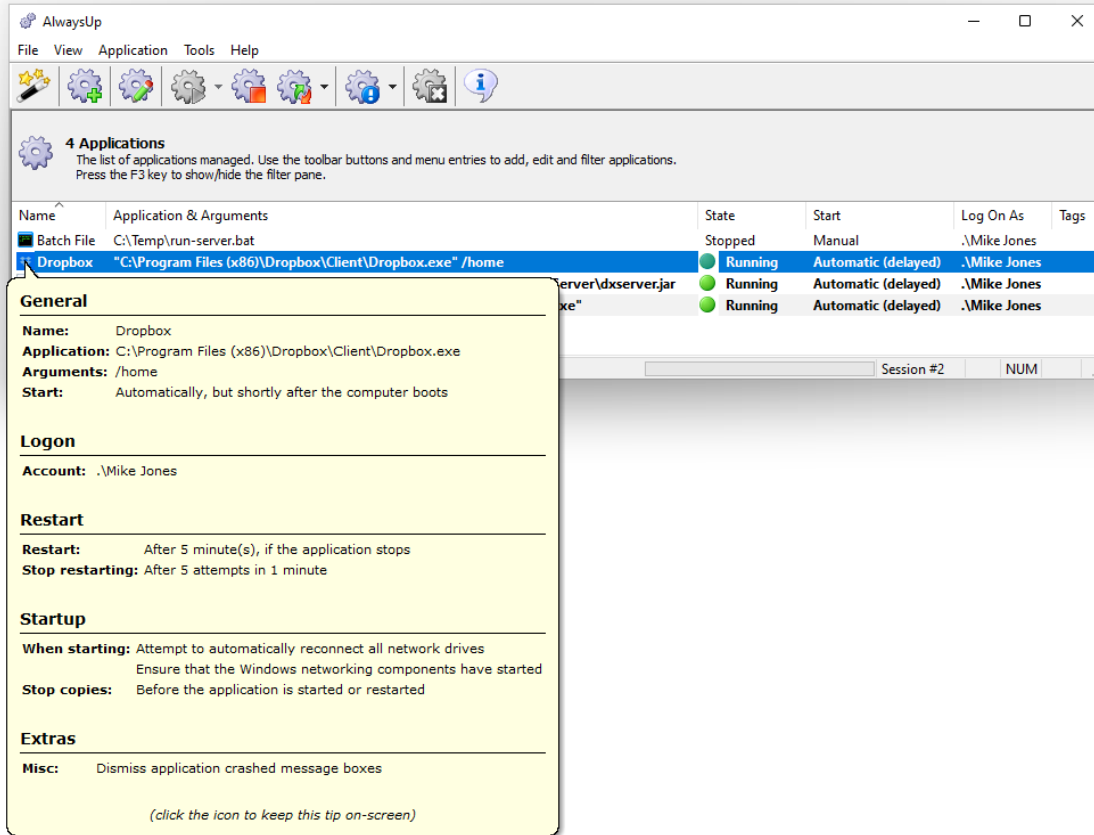 AlwaysUp
File View Application Tools Help
4 Applications
The list of applications managed. Use the toolbar buttons and menu entries to add, edit and filter applications.
Press the F3 key to show/hide the filter pane.
Name Application & Arguments State Start Log On As Tags
Batch File C:\Temp\run-server.bat Stopped Manual .\Mike Jones
Dropbox "C:\Program Files (x86)\Dropbox\Client\Dropbox.exe" /home Running Automatic (delayed) .\Mike Jones
erver\dxserver.jar Running Automatic (delayed) .\Mike Jones
xe" Running Automatic (delayed) .\Mike Jones
Session #2 NUM
General
Name: Dropbox
Application: C:\Program Files (x86)\Dropbox\Client\Dropbox.exe
Arguments: /home
Start: Automatically, but shortly after the computer boots
Logon
Account: .\Mike Jones
Restart
Restart: After 5 minute(s), if the application stops
Stop restarting: After 5 attempts in 1 minute
Startup
When starting: Attempt to automatically reconnect all network drives
Ensure that the Windows networking components have started
Stop copies: Before the application is started or restarted
Extras
Misc: Dismiss application crashed message boxes
(click the icon to keep this tip on-screen)